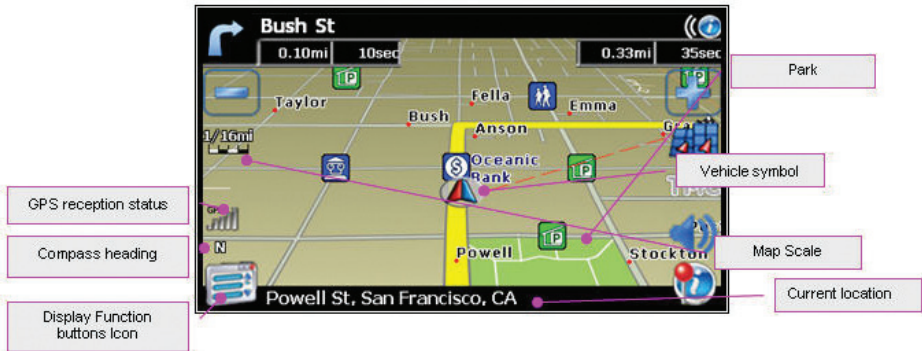 Bush St
0.10mi
10sec
0.33mi
35sec
P
P
Taylor
Fella
Emma
Bush
Anson
1/16mi
Oceanic
Bank
P
GPS
N
Powell
P
Stockton
Powell St, San Francisco, CA
Park
Vehicle symbol
GPS reception status
Compass heading
Map Scale
Current location
Display Function
buttons Icon